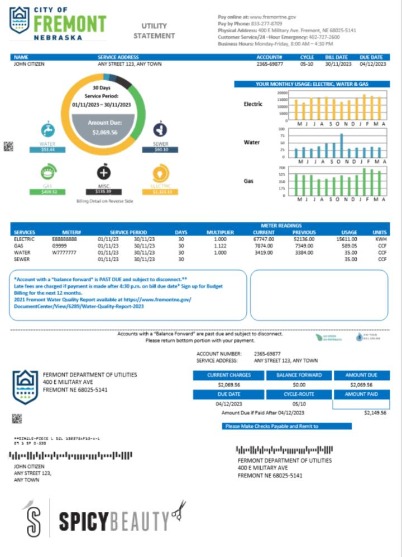 CITY OF
FREMONT
NEBRASKA
UTILITY
STATEMENT
Pay online at: www.fremontne.gov
Pay by Phone: 833-277-8709
Physical Address: 400 E Military Ave, Fremont, NE 68025-5141
Customer Service/24 -Hour Emergency: 402-727-2600
Business Hours: Monday-Friday, 8:00 AM - 4:30 PM
NAME SERVICE ADDRESS ACCOUNT# CYCLE BILL DATE DUE DATE
JOHN CITIZEN ANY STREET 123, ANY TOWN 2365-69877 05-10 30/11/2023 04/12/2023
30 Days
Service Period:
01/11/2023 – 30/11/2023
Amount Due:
$2,069.56
WATER
SEWER
$60.10
GAS
MISC
ELECTRIC
Billing Detail on Reverse Side
YOUR MONTHLY USAGE: ELECTRIC, WATER & GAS
Electric
M J J A S O N D J F M A
Water
M J J A S O N D J F M A
Gas
M J J A S O N D J F M A
METER READINGS
SERVICES METER# SERVICE PERIOD DAYS MULTIPLIER CURRENT PREVIOUS USAGE UNITS
ELECTRIC E88888888 01/11/23 30/11/23 30 1.000 67747.00 52136.00 15611.00 KWH
GAS 01/11/23 30/11/23 30 1.122 7874.00 7349.00 589.05 CCF
WATER W7777777 01/11/23 30/11/23 30 1.000 3419.00 3384.00 35.00 CCF
SEWER 01/11/23 30/11/23 30 35.00 CCF
*Account with a "balance forward" is PAST DUE and subject to disconnect.**
Late fees are charged if payment is made after 4:30 p.m. on bill due date* Sign up for Budget
Billing for the next 12 months.
2021 Fremont Water Quality Report available at https://www.fremontne.gov/
DocumentCenter/View/6289/Water-Quality-Report-2023
Accounts with a "Balance Forward" are past due and subject to disconnect.
Please return bottom portion with your payment.
ACCOUNT NUMBER: 2365-69877
SERVICE ADDRESS: ANY STREET 123, ANY TOWN
CITY OF
FREMONT
NEBRASKA
FERMONT DEPARTMENT OF UTILITIES
400 E MILITARY AVE
FREMONT NE 68025-5141
CURRENT CHARGES BALANCE FORWARD AMOUNT DUE
$2,069.56 $0.00 $2,069.56
DUE DATE CYCLE-ROUTE AMOUNT PAID
04/12/2023 05/10
Amount Due if Paid After 04/12/2023 $2,149.56
Please Make Checks Payable and Remit to
JOHN CITIZEN
ANY STREET 123,
ANY TOWN
FERMONT DEPARTMENT OF UTILITIES
400 E MILITARY AVE
FREMONT NE 68025-5141
SPICYBEAUTY